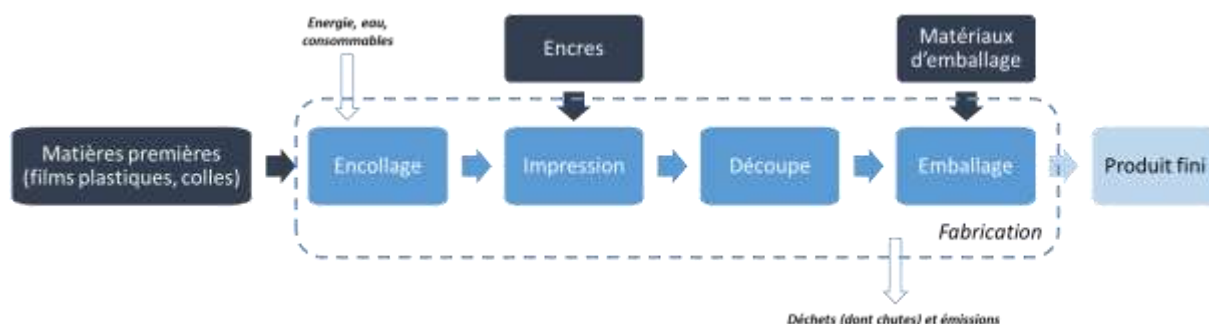 Energie, eau,
consommables
Encres
Matériaux
d'emballage
Matières premières
(films plastiques, colles)
Encollage
Impression
Découpe
Emballage
Produit fini
Fabrication
Déchets (dont chutes) et émissions